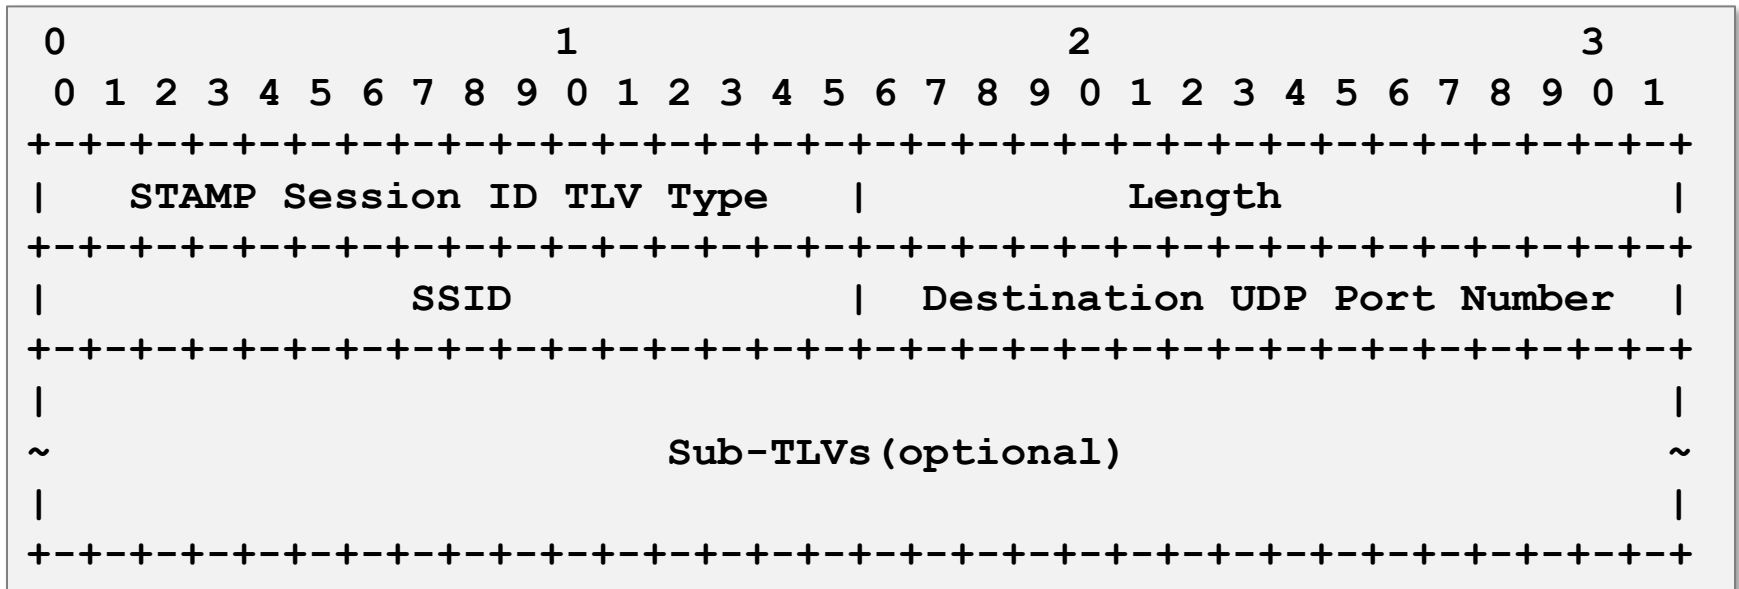 0                   1                   2                   3
 0 1 2 3 4 5 6 7 8 9 0 1 2 3 4 5 6 7 8 9 0 1 2 3 4 5 6 7 8 9 0 1
+-+-+-+-+-+-+-+-+-+-+-+-+-+-+-+-+-+-+-+-+-+-+-+-+-+-+-+-+-+-+-+-+
|   STAMP Session ID TLV Type   |          Length               |
+-+-+-+-+-+-+-+-+-+-+-+-+-+-+-+-+-+-+-+-+-+-+-+-+-+-+-+-+-+-+-+-+
|              SSID             |  Destination UDP Port Number  |
+-+-+-+-+-+-+-+-+-+-+-+-+-+-+-+-+-+-+-+-+-+-+-+-+-+-+-+-+-+-+-+-+
|                                                               |
~                        Sub-TLVs(optional)                     ~
|                                                               |
+-+-+-+-+-+-+-+-+-+-+-+-+-+-+-+-+-+-+-+-+-+-+-+-+-+-+-+-+-+-+-+-+